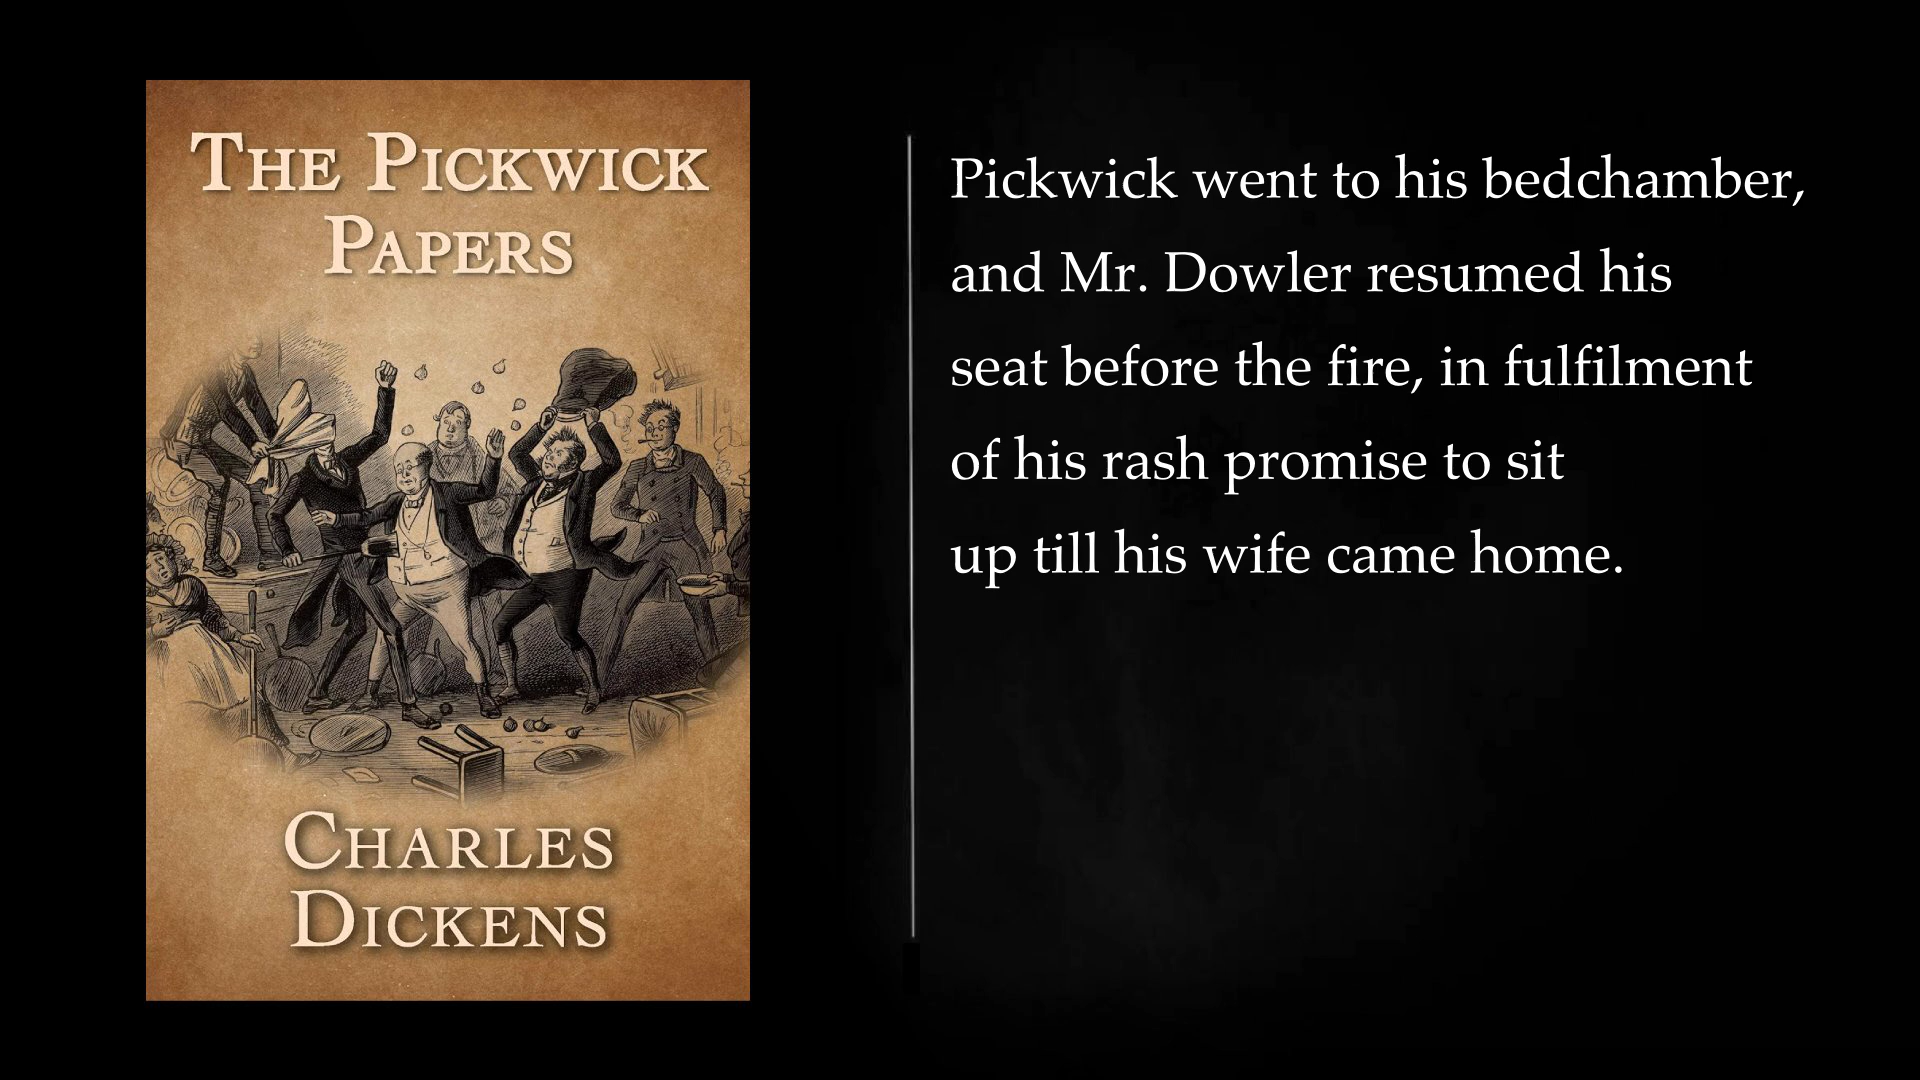 THE PICKWICK
PAPERS
CHARLES
DICKENS
Pickwick went to his bedchamber,
and Mr. Dowler resumed his
seat before the fire, in fulfilment
of his rash promise to sit
up till his wife came home.